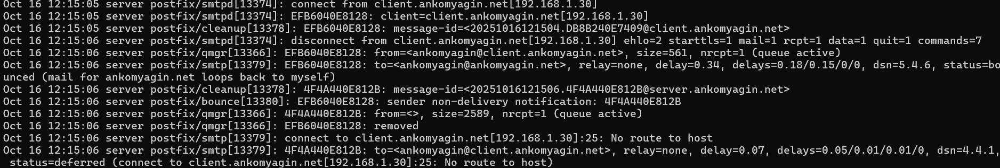 Oct 16 12:15:05 server postfix/smtpd[13374]: connect from client.ankomyagin.net[192.168.1.30]
Oct 16 12:15:05 server postfix/smtpd[13374]: EFB6040E8128: client=client.ankomyagin.net[192.168.1.30]
Oct 16 12:15:05 server postfix/cleanup[13378]: EFB6040E8128: message-id=<20251016121504.DB8B240E7409@client.ankomyagin.net>
Oct 16 12:15:06 server postfix/smtpd[13374]: disconnect from client.ankomyagin.net[192.168.1.30] ehlo=2 starttls=1 mail=1 rcpt=1 data=1 quit=1 commands=7
Oct 16 12:15:06 server postfix/qmgr[13366]: EFB6040E8128: from=<ankomyagin@client.ankomyagin.net>, size=561, nrcpt=1 (queue active)
Oct 16 12:15:06 server postfix/smtp[13379]: EFB6040E8128: to=<ankomyagin@ankomyagin.net>, relay=none, delay=0.34, delays=0.18/0.15/0/0, dsn=5.4.6, status=bo
unced (mail for ankomyagin.net loops back to myself)
Oct 16 12:15:06 server postfix/cleanup[13378]: 4F4A440E812B: message-id=<20251016121506.4F4A440E812B@server.ankomyagin.net>
Oct 16 12:15:06 server postfix/bounce[13380]: EFB6040E8128: sender non-delivery notification: 4F4A440E812B
Oct 16 12:15:06 server postfix/qmgr[13366]: 4F4A440E812B: from=<>, size=2589, nrcpt=1 (queue active)
Oct 16 12:15:06 server postfix/qmgr[13366]: EFB6040E8128: removed
Oct 16 12:15:06 server postfix/smtp[13379]: connect to client.ankomyagin.net[192.168.1.30]:25: No route to host
Oct 16 12:15:06 server postfix/smtp[13379]: 4F4A440E812B: to=<ankomyagin@client.ankomyagin.net>, relay=none, delay=0.07, delays=0.05/0.01/0.01/0, dsn=4.4.1,
status=deferred (connect to client.ankomyagin.net[192.168.1.30]:25: No route to host)